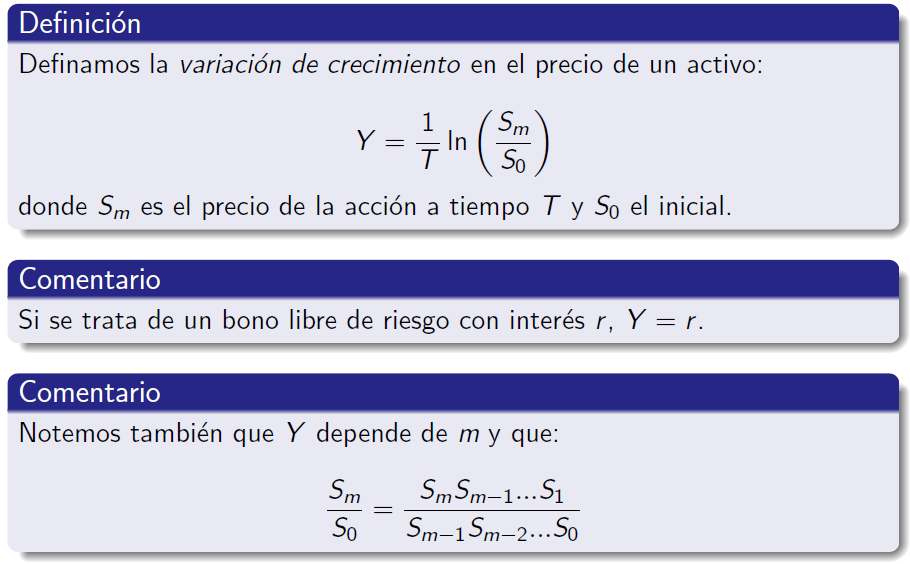 Definición
Definamos la variación de crecimiento en el precio de un activo:
Y = \frac{1}{T} \ln \left( \frac{S_m}{S_0} \right)
donde S_m es el precio de la acción a tiempo T y S_0 el inicial.
Comentario
Si se trata de un bono libre de riesgo con interés r, Y = r.
Comentario
Notemos también que Y depende de m y que:
\frac{S_m}{S_0} = \frac{S_m S_{m-1}...S_1}{S_{m-1} S_{m-2}...S_0}